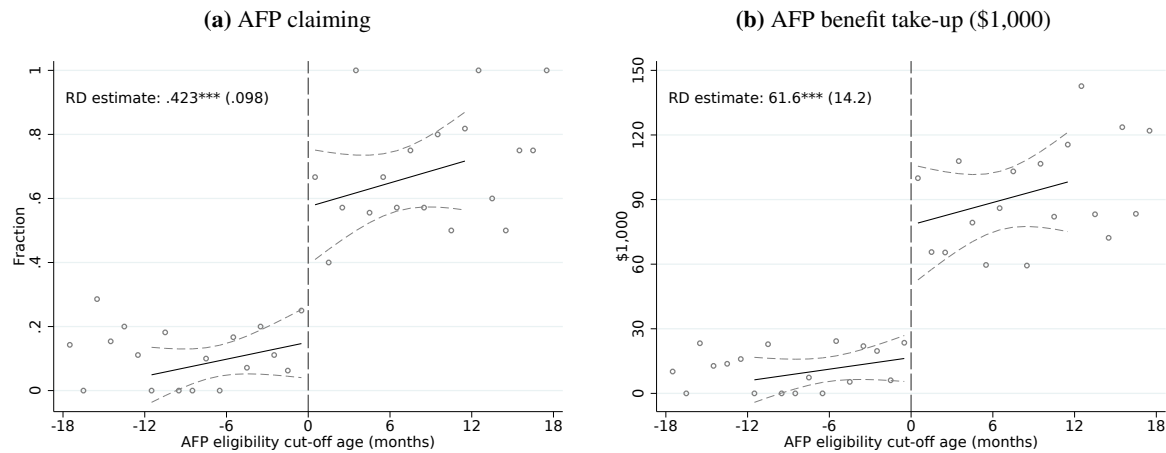 (a) AFP claiming
RD estimate: .423*** (.098)
Fraction
1
.8
.6
.4
.2
0
-18 -12 -6 0 6 12 18
AFP eligibility cut-off age (months)
(b) AFP benefit take-up ($1,000)
RD estimate: 61.6*** (14.2)
$1,000
150
120
90
60
30
0
-18 -12 -6 0 6 12 18
AFP eligibility cut-off age (months)